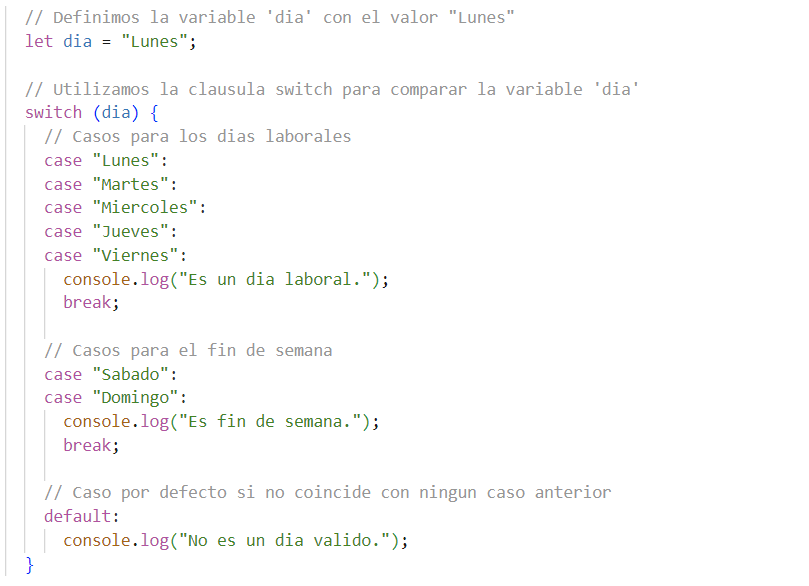 // Definimos la variable 'dia' con el valor "Lunes"
let dia = "Lunes";
// Utilizamos la clausula switch para comparar la variable 'dia'
switch (dia) {
// Casos para los dias laborales
case "Lunes":
case "Martes":
case "Miercoles":
case "Jueves":
case "Viernes":
console.log("Es un dia laboral.");
break;
// Casos para el fin de semana
case "Sabado":
case "Domingo":
console.log("Es fin de semana.");
break;
// Caso por defecto si no coincide con ningun caso anterior
default:
console.log("No es un dia valido.");
}